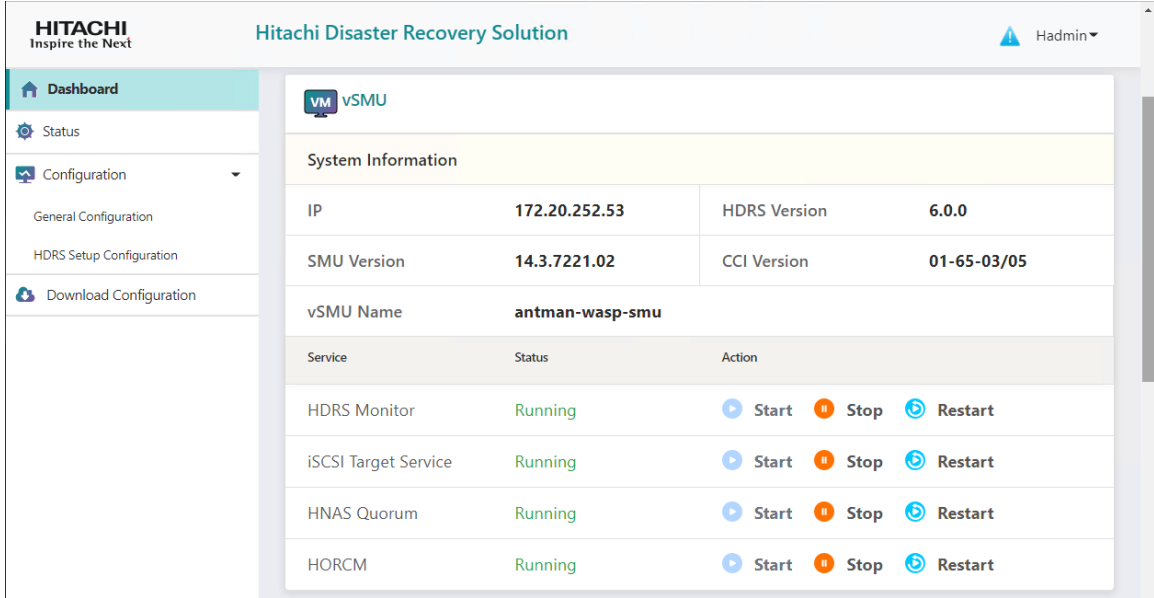 HITACHI
Inspire the Next
Hitachi Disaster Recovery Solution
Hadmin
Dashboard
Status
Configuration
General Configuration
HDRS Setup Configuration
Download Configuration
VM vSMU
System Information
IP 172.20.252.53 HDRS Version 6.0.0
SMU Version 14.3.7221.02 CCI Version 01-65-03/05
vSMU Name antman-wasp-smu
Service Status Action
HDRS Monitor Running Start Stop Restart
iSCSI Target Service Running Start Stop Restart
HNAS Quorum Running Start Stop Restart
HORCM Running Start Stop Restart